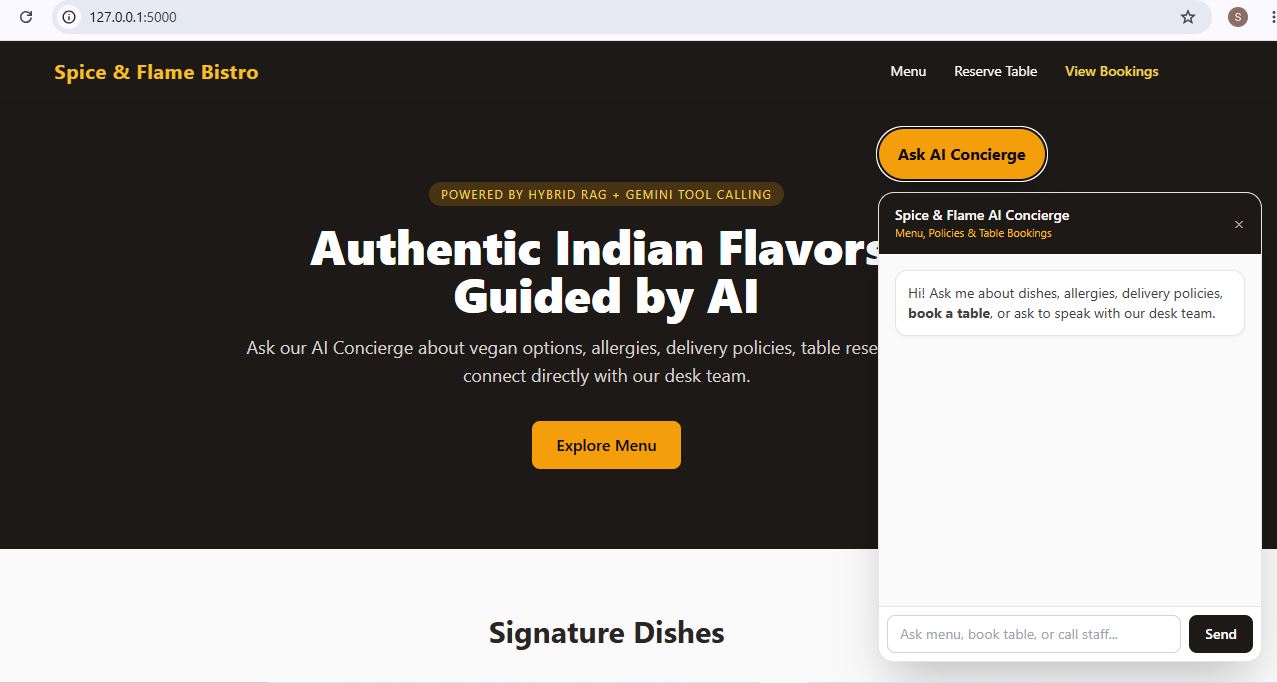 127.0.0.1:5000
S
Spice & Flame Bistro
Menu
Reserve Table
View Bookings
Ask AI Concierge
POWERED BY HYBRID RAG + GEMINI TOOL CALLING
Authentic Indian Flavors
Guided by AI
Ask our AI Concierge about vegan options, allergies, delivery policies, table rese
connect directly with our desk team.
Explore Menu
Spice & Flame AI Concierge
Menu, Policies & Table Bookings
×
Hi! Ask me about dishes, allergies, delivery policies,
book a table, or ask to speak with our desk team.
Ask menu, book table, or call staff...
Send
Signature Dishes